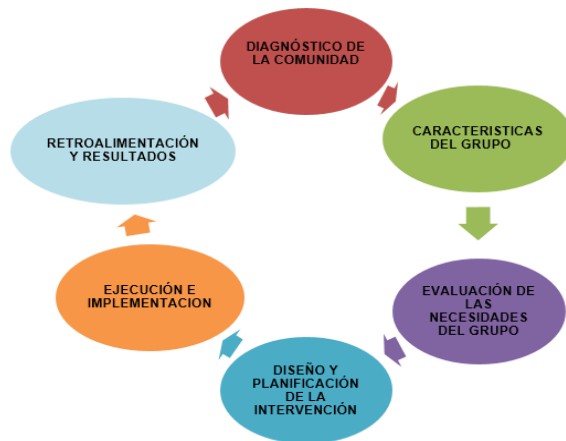 DIAGNÓSTICO DE
LA COMUNIDAD
CARACTERISTICAS
DEL GRUPO
EVALUACIÓN DE
LAS
NECESIDADES
DEL GRUPO
DISEÑO Y
PLANIFICACIÓN
DE LA
INTERVENCIÓN
EJECUCIÓN E
IMPLEMENTACION
RETROALIMENTACIÓN
Y RESULTADOS